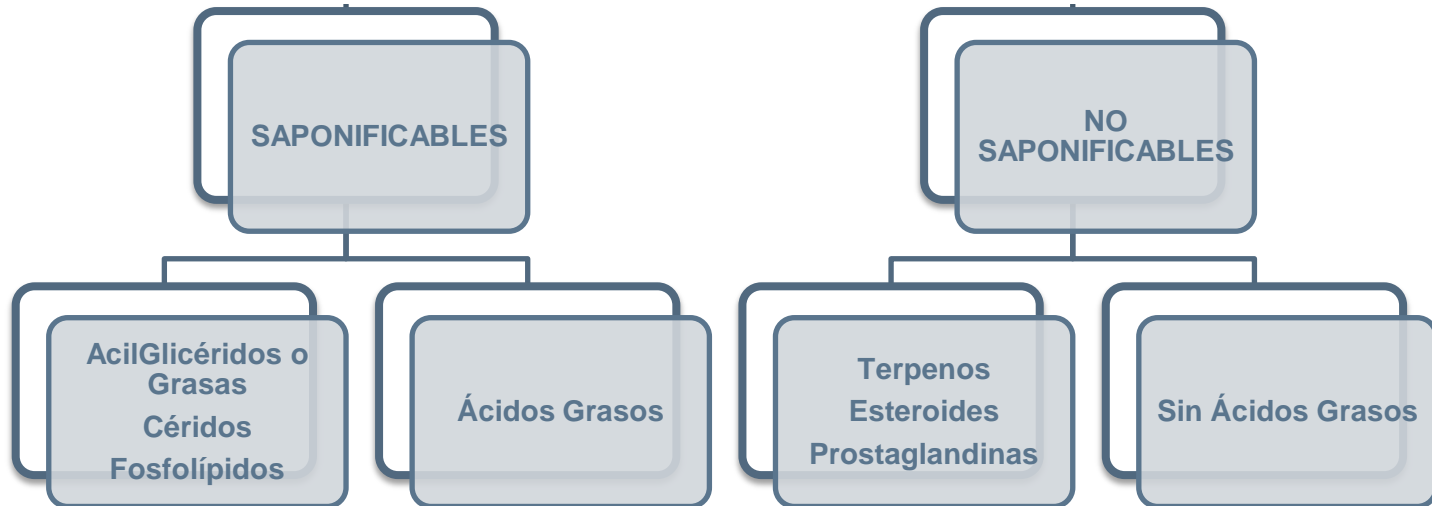 SAPONIFICABLES
NO
SAPONIFICABLES
AcilGlicéridos o
Grasas
Céridos
Fosfolípidos
Ácidos Grasos
Terpenos
Esteroides
Prostaglandinas
Sin Ácidos Grasos